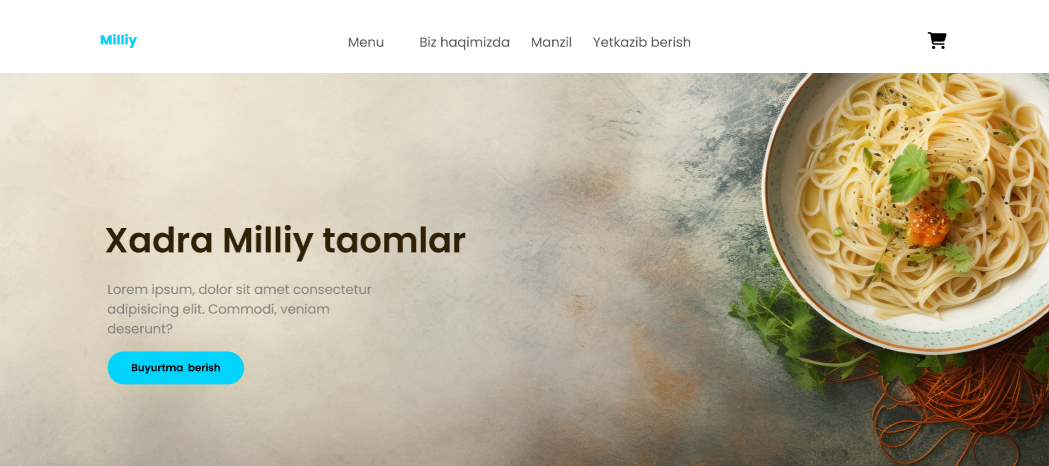 Milliy
Menu Biz haqimizda Manzil Yetkazib berish
Xadra Milliy taomlar
Lorem ipsum, dolor sit amet consectetur
adipisicing elit. Commodi, veniam
deserunt?
Buyurtma berish